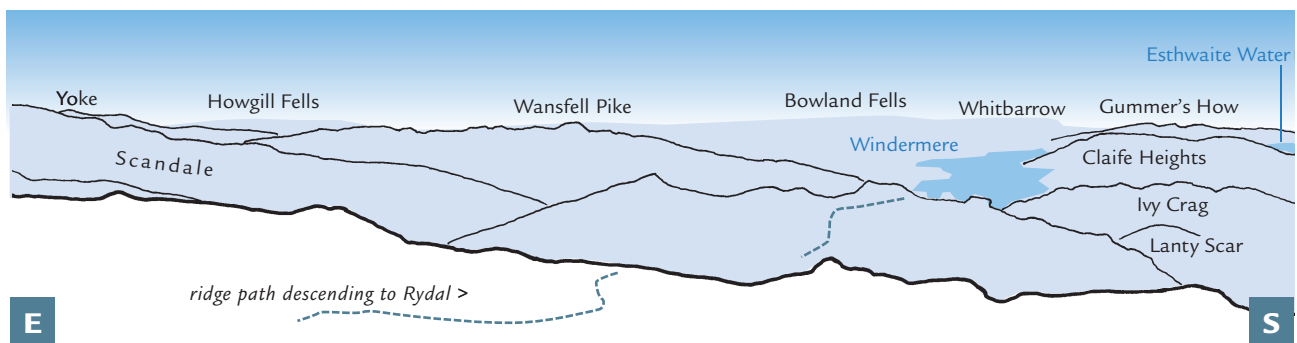 Esthwaite Water
Yoke
Howgill Fells
Wansfell Pike
Bowland Fells
Whitbarrow
Gummer's How
Windermere
Scandale
Claife Heights
Ivy Crag
Lanty Scar
ridge path descending to Rydal >
E
S